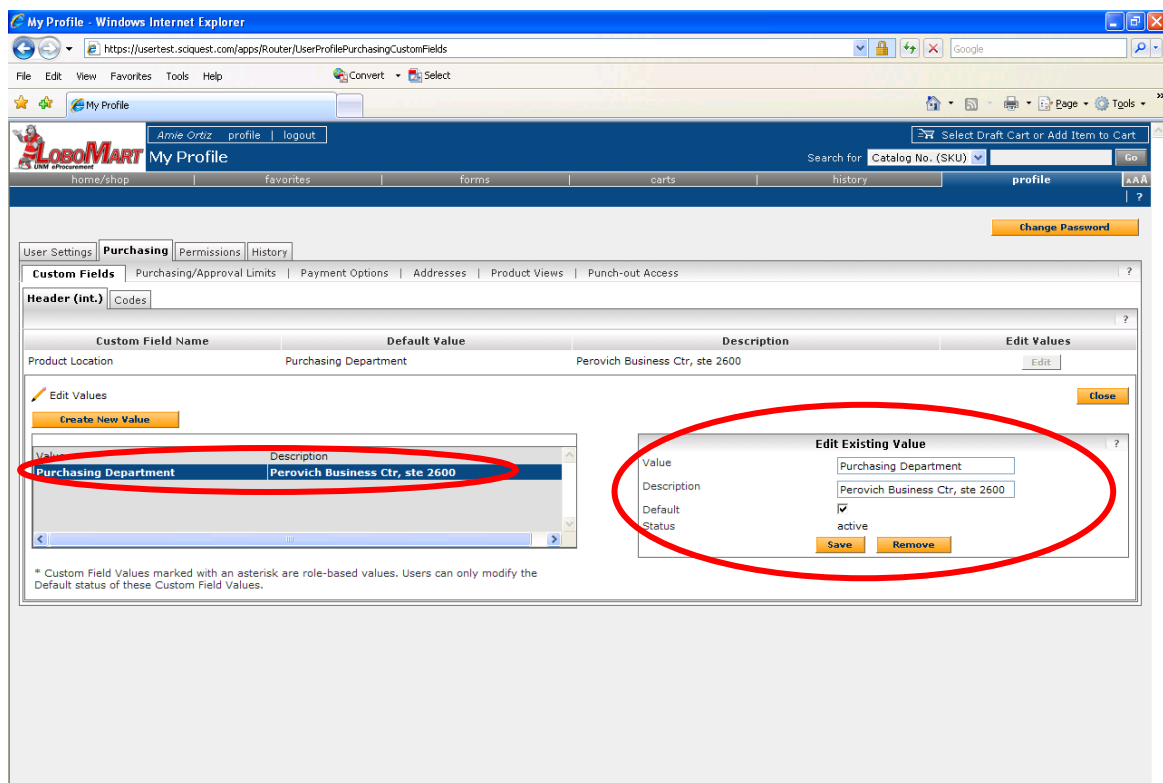 My Profile - Windows Internet Explorer
https://usertest.sciquest.com/apps/Router/UserProfilePurchasingCustomFields
Google
File Edit View Favorites Tools Help Convert Select
My Profile Page Tools »
Amie Ortiz profile | logout Select Draft Cart or Add Item to Cart
LOBOMART My Profile Search for Catalog No. (SKU) Go
UNM eProcurement
home/shop | favorites | forms | carts | history profile AAA
| ?
Change Password
User Settings Purchasing Permissions History
Custom Fields Purchasing/Approval Limits | Payment Options | Addresses | Product Views | Punch-out Access ?
Header (int.) Codes
?
Custom Field Name Default Value Description Edit Values
Product Location Purchasing Department Perovich Business Ctr, ste 2600 Edit
Edit Values Close
Create New Value
Edit Existing Value ?
Value Description
Purchasing Department Perovich Business Ctr, ste 2600
Value Purchasing Department
Description Perovich Business Ctr, ste 2600
Default
Status active
Save Remove
* Custom Field Values marked with an asterisk are role-based values. Users can only modify the
Default status of these Custom Field Values.